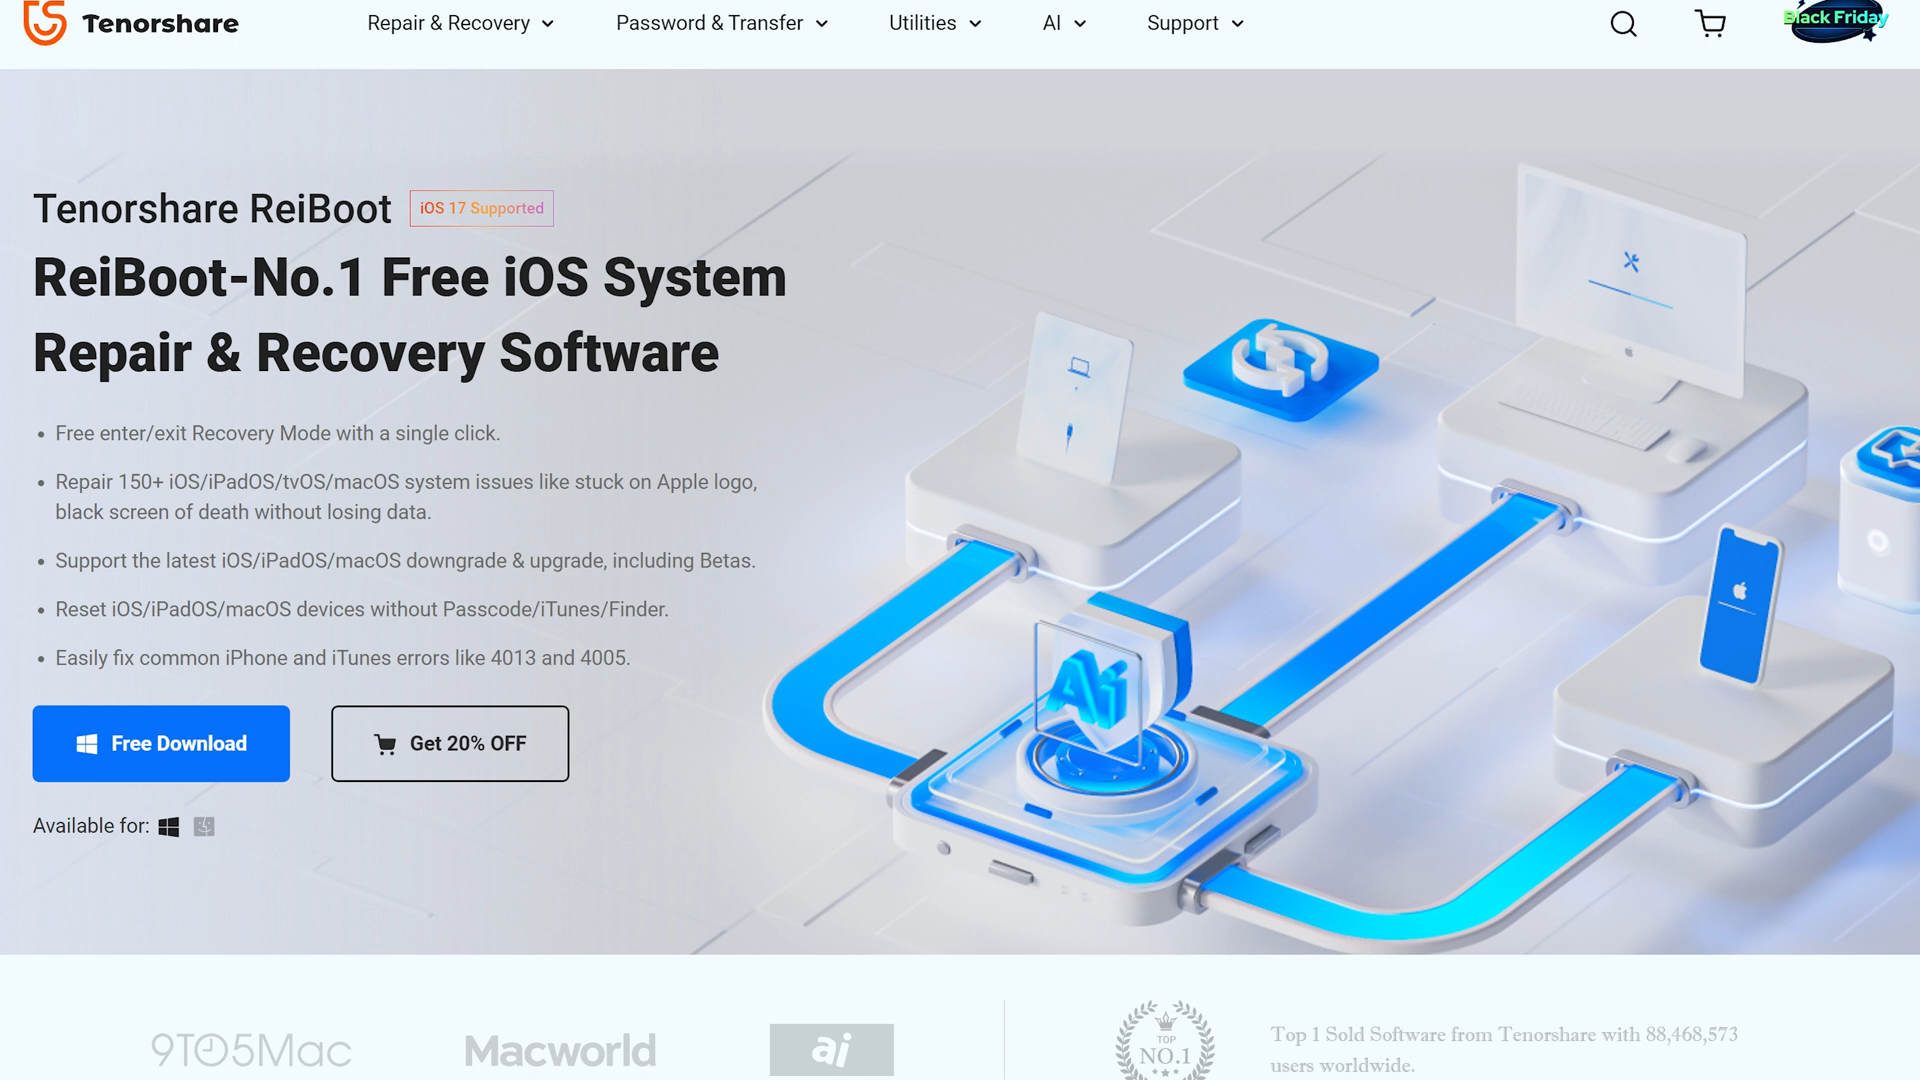 Tenorshare
Repair & Recovery
Password & Transfer
Utilities
AI
Support
Black Friday
Tenorshare ReiBoot
iOS 17 Supported
ReiBoot-No.1 Free iOS System
Repair & Recovery Software
Free enter/exit Recovery Mode with a single click.
Repair 150+ iOS/iPadOS/tvOS/macOS system issues like stuck on Apple logo,
black screen of death without losing data.
Support the latest iOS/iPadOS/macOS downgrade & upgrade, including Betas.
Reset iOS/iPadOS/macOS devices without Passcode/iTunes/Finder.
Easily fix common iPhone and iTunes errors like 4013 and 4005.
Free Download
Get 20% OFF
Available for:
Ai
9TO5Mac
Macworld
ai
TOP
NO.1
Top 1 Sold Software from Tenorshare with 88,468,573
users worldwide.